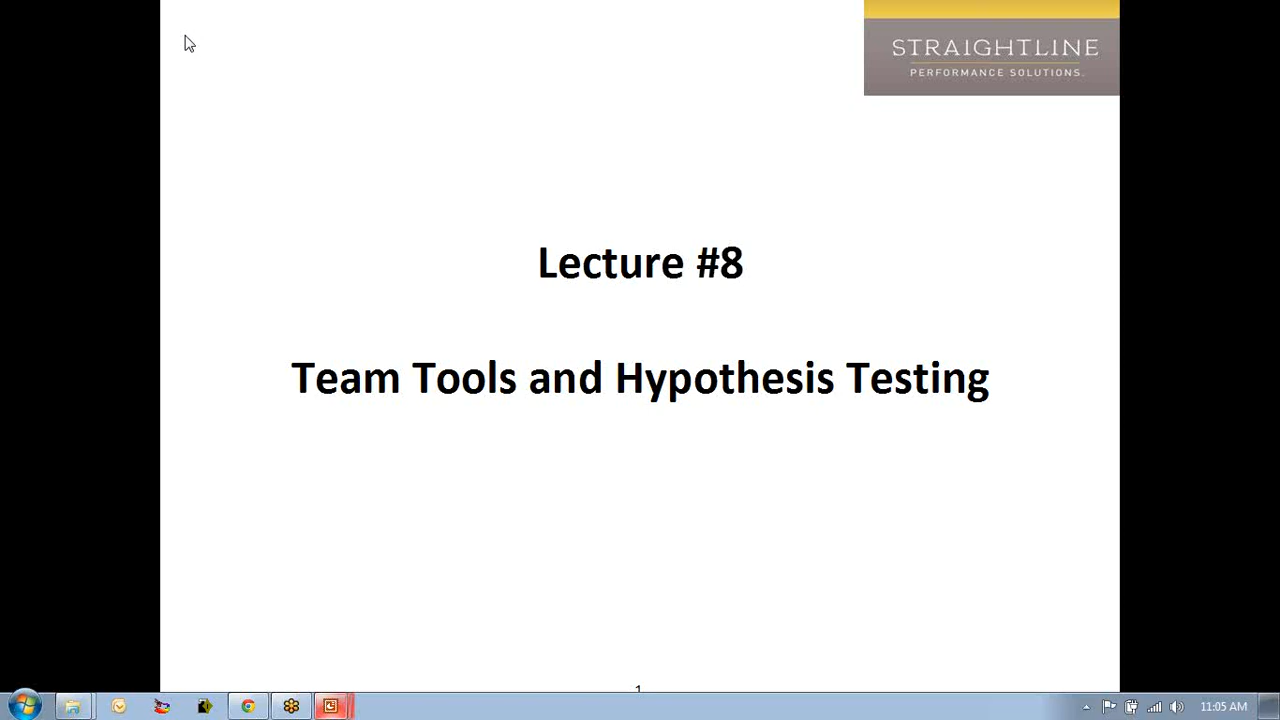 STRAIGHTLINE
PERFORMANCE SOLUTIONS.
Lecture #8
Team Tools and Hypothesis Testing
1
11:05 AM